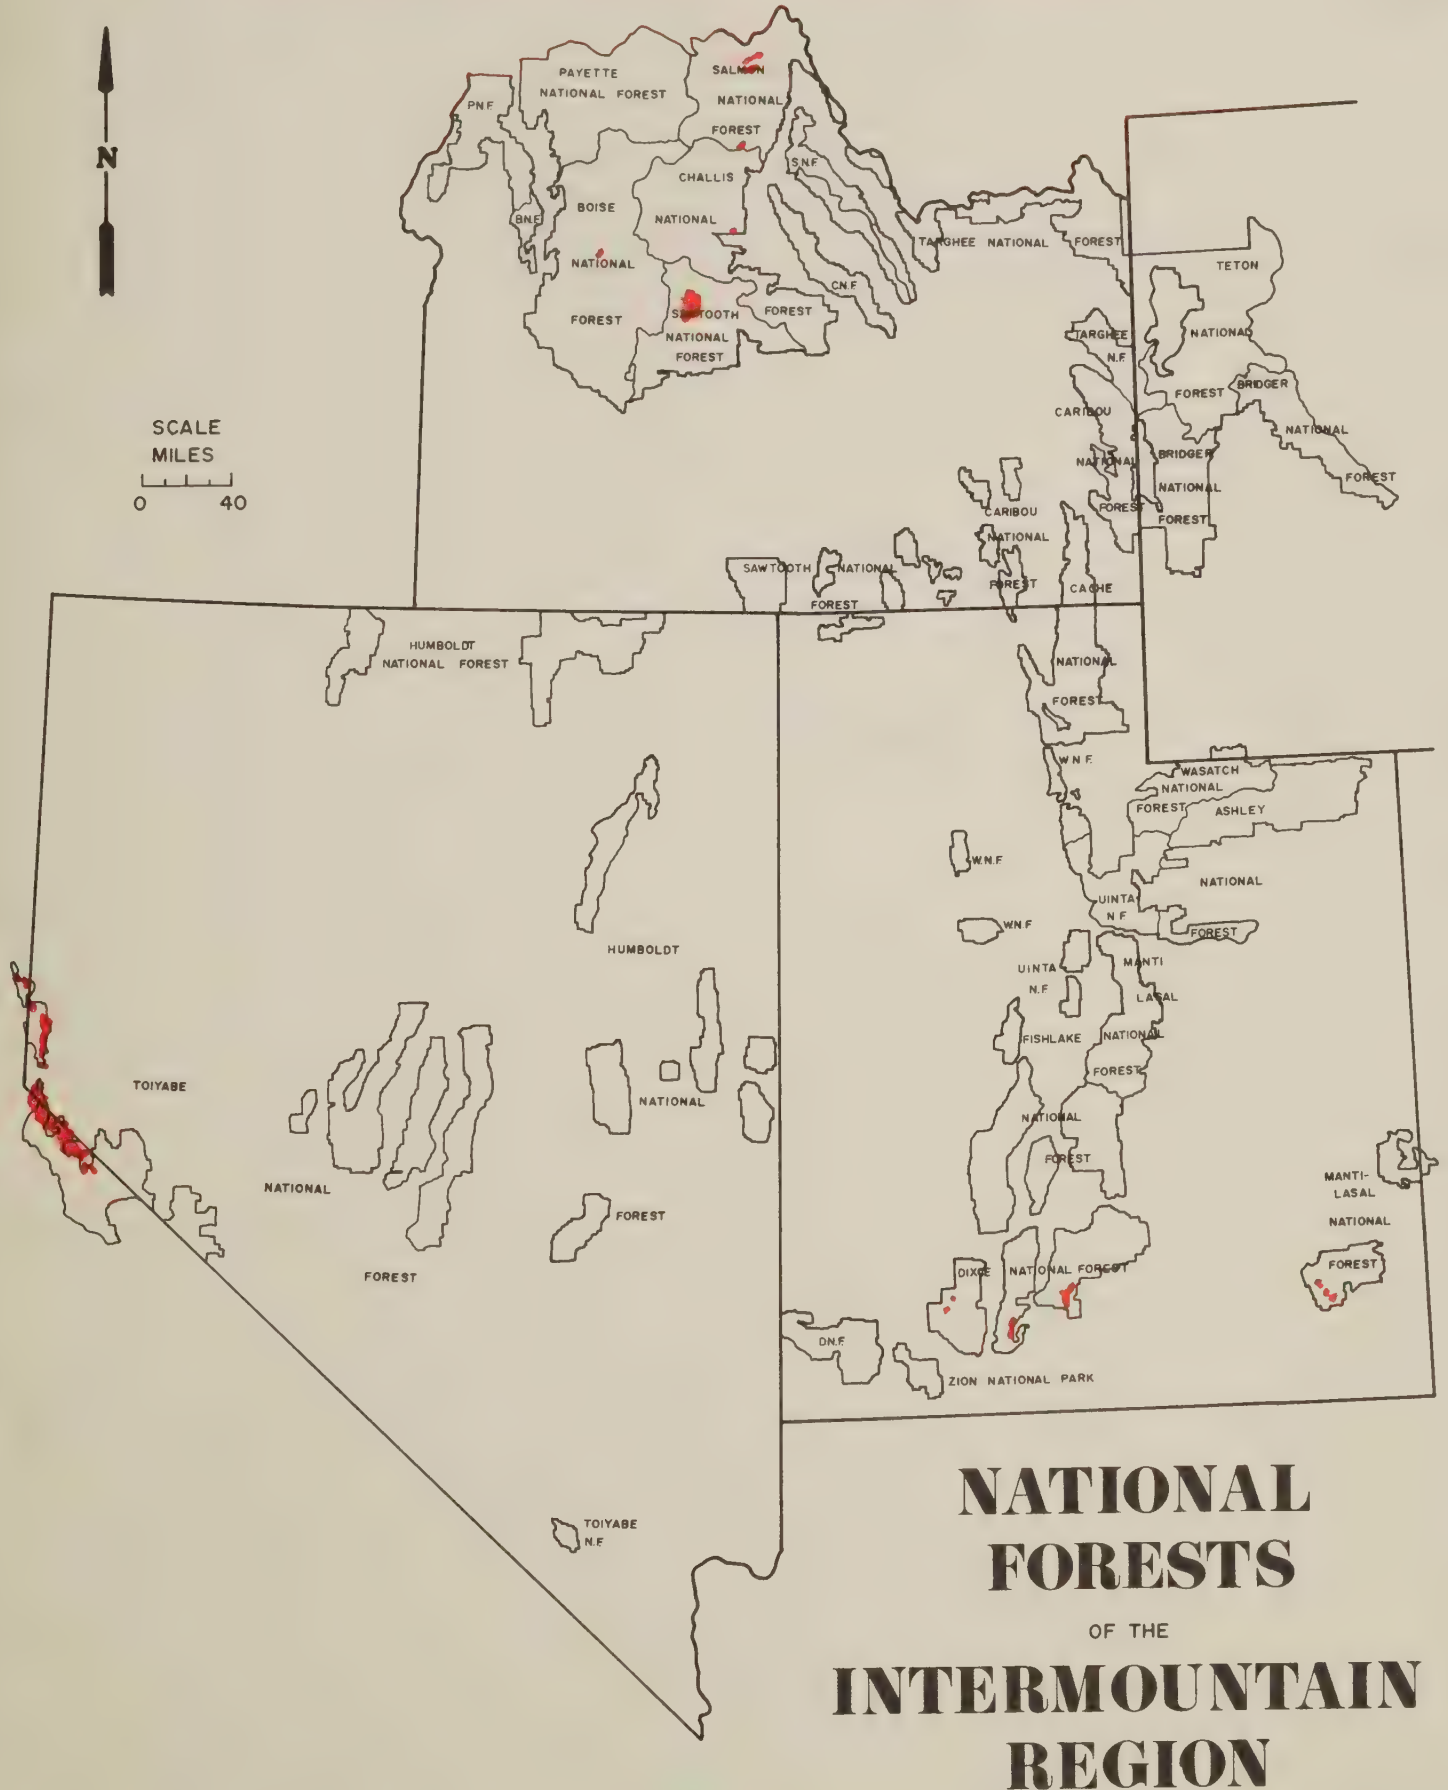 N
PAYETTE
NATIONAL FOREST
P.N.F.
SALMON
NATIONAL
FOREST
S.N.F.
CHALLIS
NATIONAL
FOREST
C.N.F.
BOISE
NATIONAL
FOREST
B.N.F.
SAWTOOTH
NATIONAL
FOREST
TARGHEE NATIONAL FOREST
TARGHEE
N.F.
TETON
NATIONAL
FOREST
BRIDGER
NATIONAL
FOREST
CARIBOU
NATIONAL
FOREST
BRIDGER
NATIONAL
FOREST
SCALE
MILES
0 40
CARIBOU
NATIONAL
FOREST
SAWTOOTH NATIONAL
FOREST
CACHE
NATIONAL
FOREST
HUMBOLDT
NATIONAL FOREST
W.N.F.
WASATCH
NATIONAL
FOREST
ASHLEY
NATIONAL
FOREST
W.N.F.
W.N.F.
UINTA
N.F.
UINTA
N.F.
MANTI
LASAL
NATIONAL
FOREST
HUMBOLDT
NATIONAL
FOREST
FISHLAKE
NATIONAL
FOREST
TOIYABE
NATIONAL
FOREST
MANTI-
LASAL
NATIONAL
FOREST
DIXIE NATIONAL FOREST
D.N.F.
ZION NATIONAL PARK
TOIYABE
N.F.
NATIONAL
FORESTS
OF THE
INTERMOUNTAIN
REGION